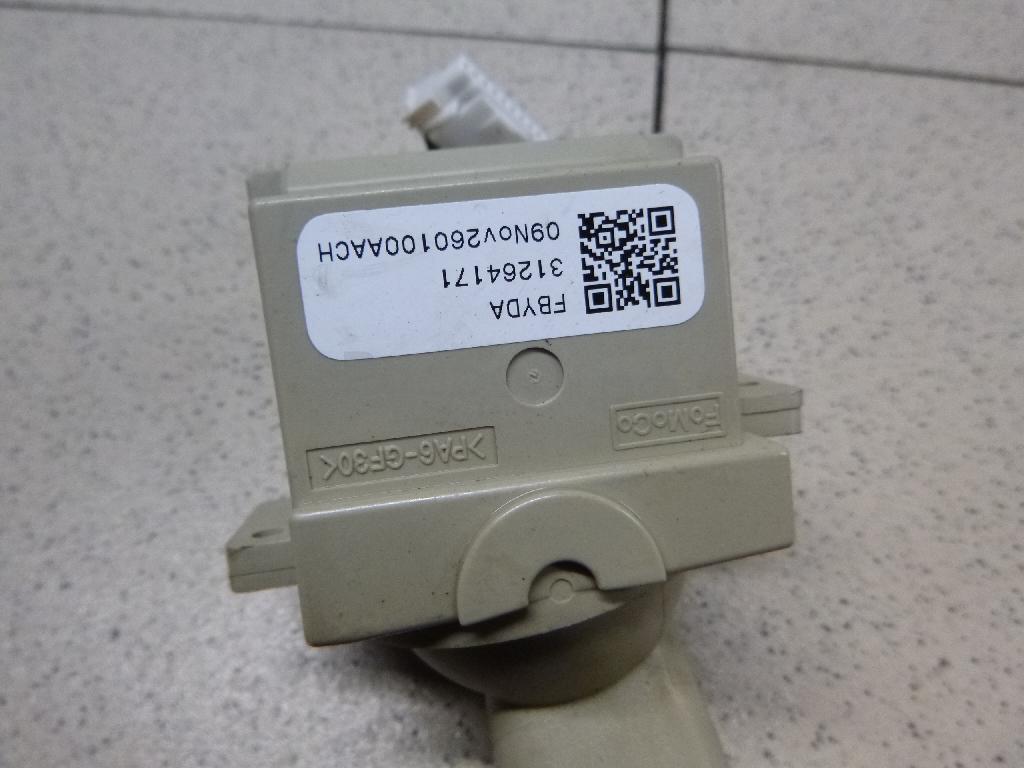 FBYDA
31264171
09Nov260100AACH
FoMoCo
>PA6-GF30<